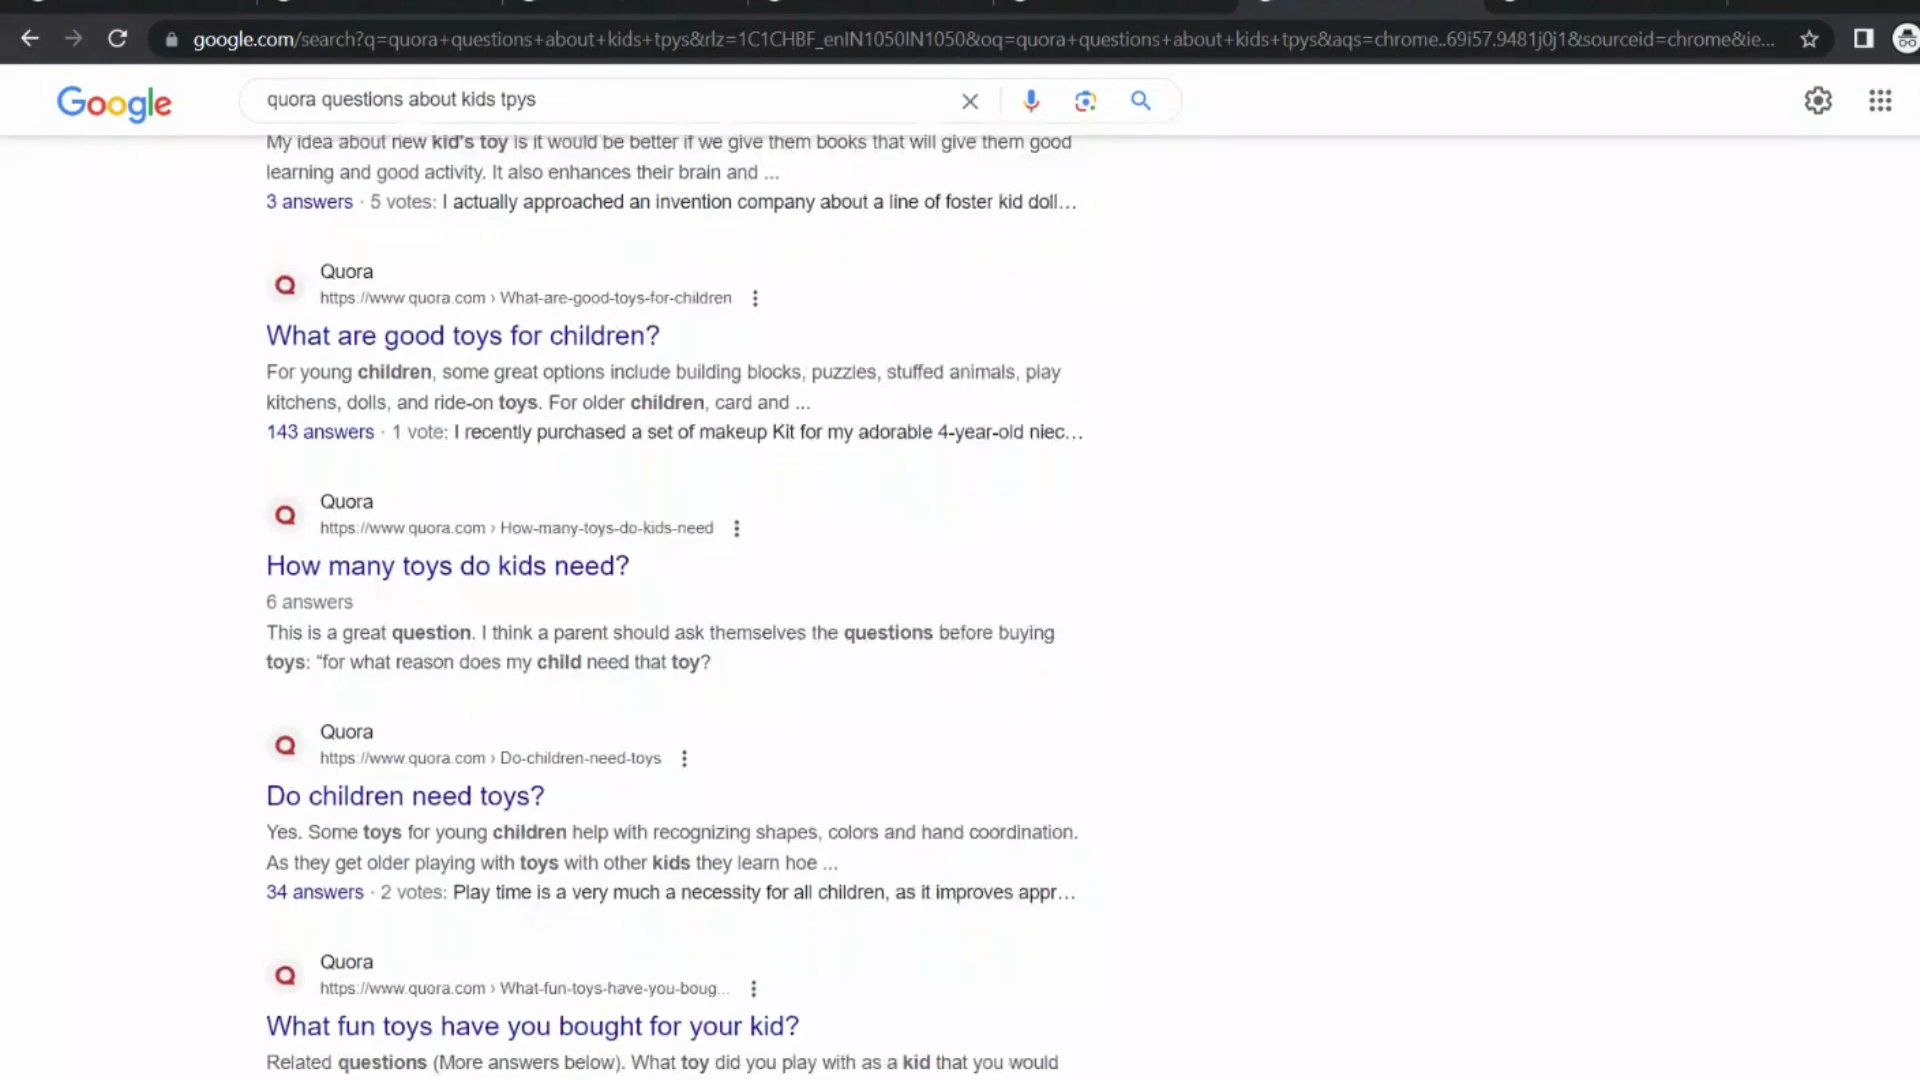 google.com/search?q=quora+questions+about+kids+tpys&rlz=1C1CHBF_enIN1050IN1050&oq=quora+questions+about+kids+tpys&aqs=chrome..69i57.9481j0j1&sourceid=chrome&ie...
Google
quora questions about kids tpys
My idea about new kid's toy is it would be better if we give them books that will give them good
learning and good activity. It also enhances their brain and ...
3 answers · 5 votes: I actually approached an invention company about a line of foster kid doll...
Quora
https://www.quora.com › What-are-good-toys-for-children
What are good toys for children?
For young children, some great options include building blocks, puzzles, stuffed animals, play
kitchens, dolls, and ride-on toys. For older children, card and ...
143 answers · 1 vote: I recently purchased a set of makeup Kit for my adorable 4-year-old niec...
Quora
https://www.quora.com › How-many-toys-do-kids-need
How many toys do kids need?
6 answers
This is a great question. I think a parent should ask themselves the questions before buying
toys: “for what reason does my child need that toy?
Quora
https://www.quora.com › Do-children-need-toys
Do children need toys?
Yes. Some toys for young children help with recognizing shapes, colors and hand coordination.
As they get older playing with toys with other kids they learn hoe ...
34 answers · 2 votes: Play time is a very much a necessity for all children, as it improves appr...
Quora
https://www.quora.com › What-fun-toys-have-you-boug...
What fun toys have you bought for your kid?
Related questions (More answers below). What toy did you play with as a kid that you would